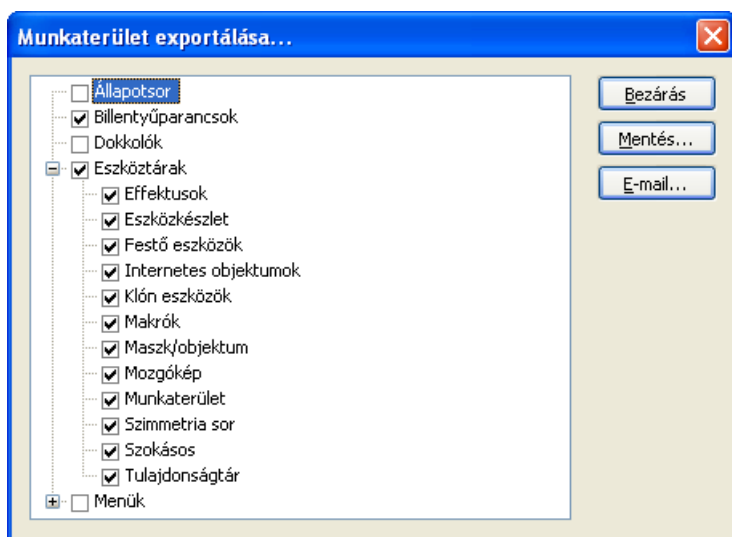 Munkaterület exportálása...
Állapotsor
Billentyűparancsok
Dokkolók
Eszköztárak
Effektusok
Eszközkészlet
Festő eszközök
Internetes objektumok
Klón eszközök
Makrók
Maszk/objektum
Mozgókép
Munkaterület
Szimmetria sor
Szokásos
Tulajdonságtár
Menük
Bezárás
Mentés...
E-mail...